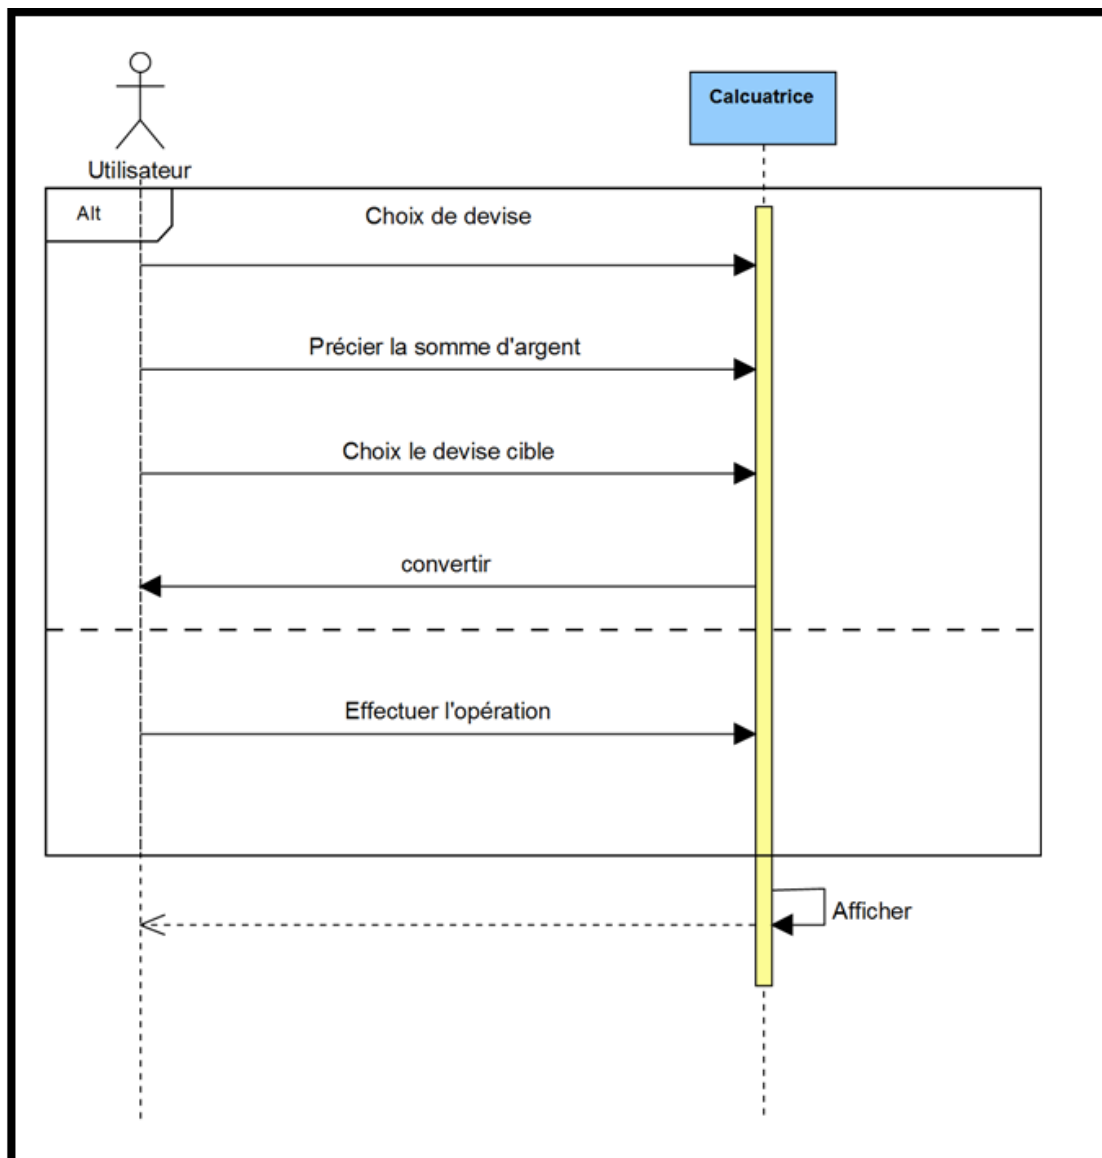 Utilisateur
Calcuatrice
Alt
Choix de devise
Précier la somme d'argent
Choix le devise cible
convertir
Effectuer l'opération
Afficher